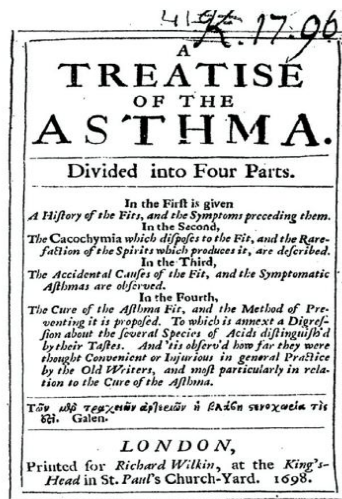 K.17.96
A
TREATISE
OF THE
ASTHMA.
Divided into Four Parts.
In the First is given
A History of the Fits, and the Symptoms preceding them.
In the Second,
The Cacochymia which disposes to the Fit, and the Rare-
faction of the Spirits which produces it, are described.
In the Third,
The Accidental Causes of the Fit, and the Symptomatic
Asthmas are observed.
In the Fourth,
The Cure of the Asthma Fit, and the Method of Pre-
venting it is proposed. To which is annext a Digres-
sion about the several Species of Acids distinguish'd
by their Tastes. And 'tis observ'd how far they were
thought Convenient or Injurious in general Practice
by the Old Writers, and most particularly in rela-
tion to the Cure of the Asthma.
Galen.
LONDON,
Printed for Richard Wilkin, at the King's-
Head in St. Paul's Church-Yard. 1698.